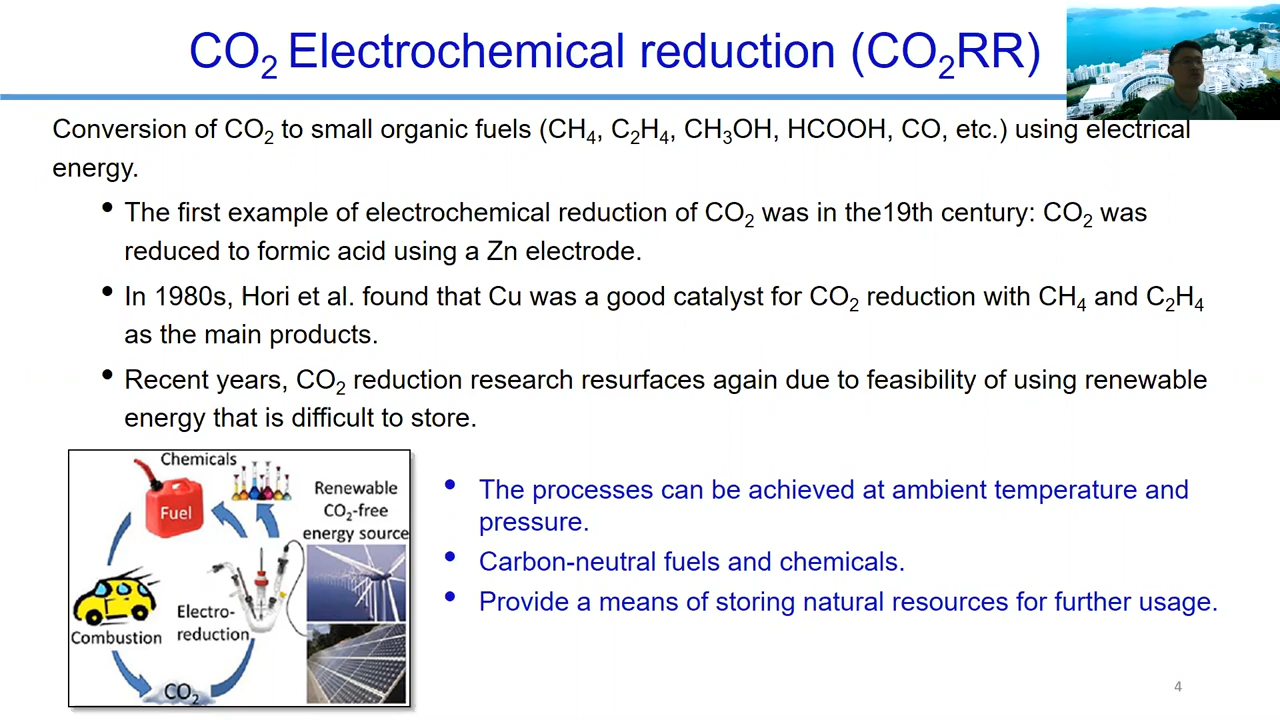 CO₂ Electrochemical reduction (CO₂RR)
Conversion of CO₂ to small organic fuels (CH₄, C₂H₄, CH₃OH, HCOOH, CO, etc.) using electrical
energy.
• The first example of electrochemical reduction of CO₂ was in the19th century: CO₂ was
reduced to formic acid using a Zn electrode.
• In 1980s, Hori et al. found that Cu was a good catalyst for CO₂ reduction with CH₄ and C₂H₄
as the main products.
• Recent years, CO₂ reduction research resurfaces again due to feasibility of using renewable
energy that is difficult to store.
Chemicals
Fuel
Renewable
CO₂-free
energy source
Electro-
reduction
Combustion
CO₂
• The processes can be achieved at ambient temperature and
pressure.
• Carbon-neutral fuels and chemicals.
• Provide a means of storing natural resources for further usage.
4